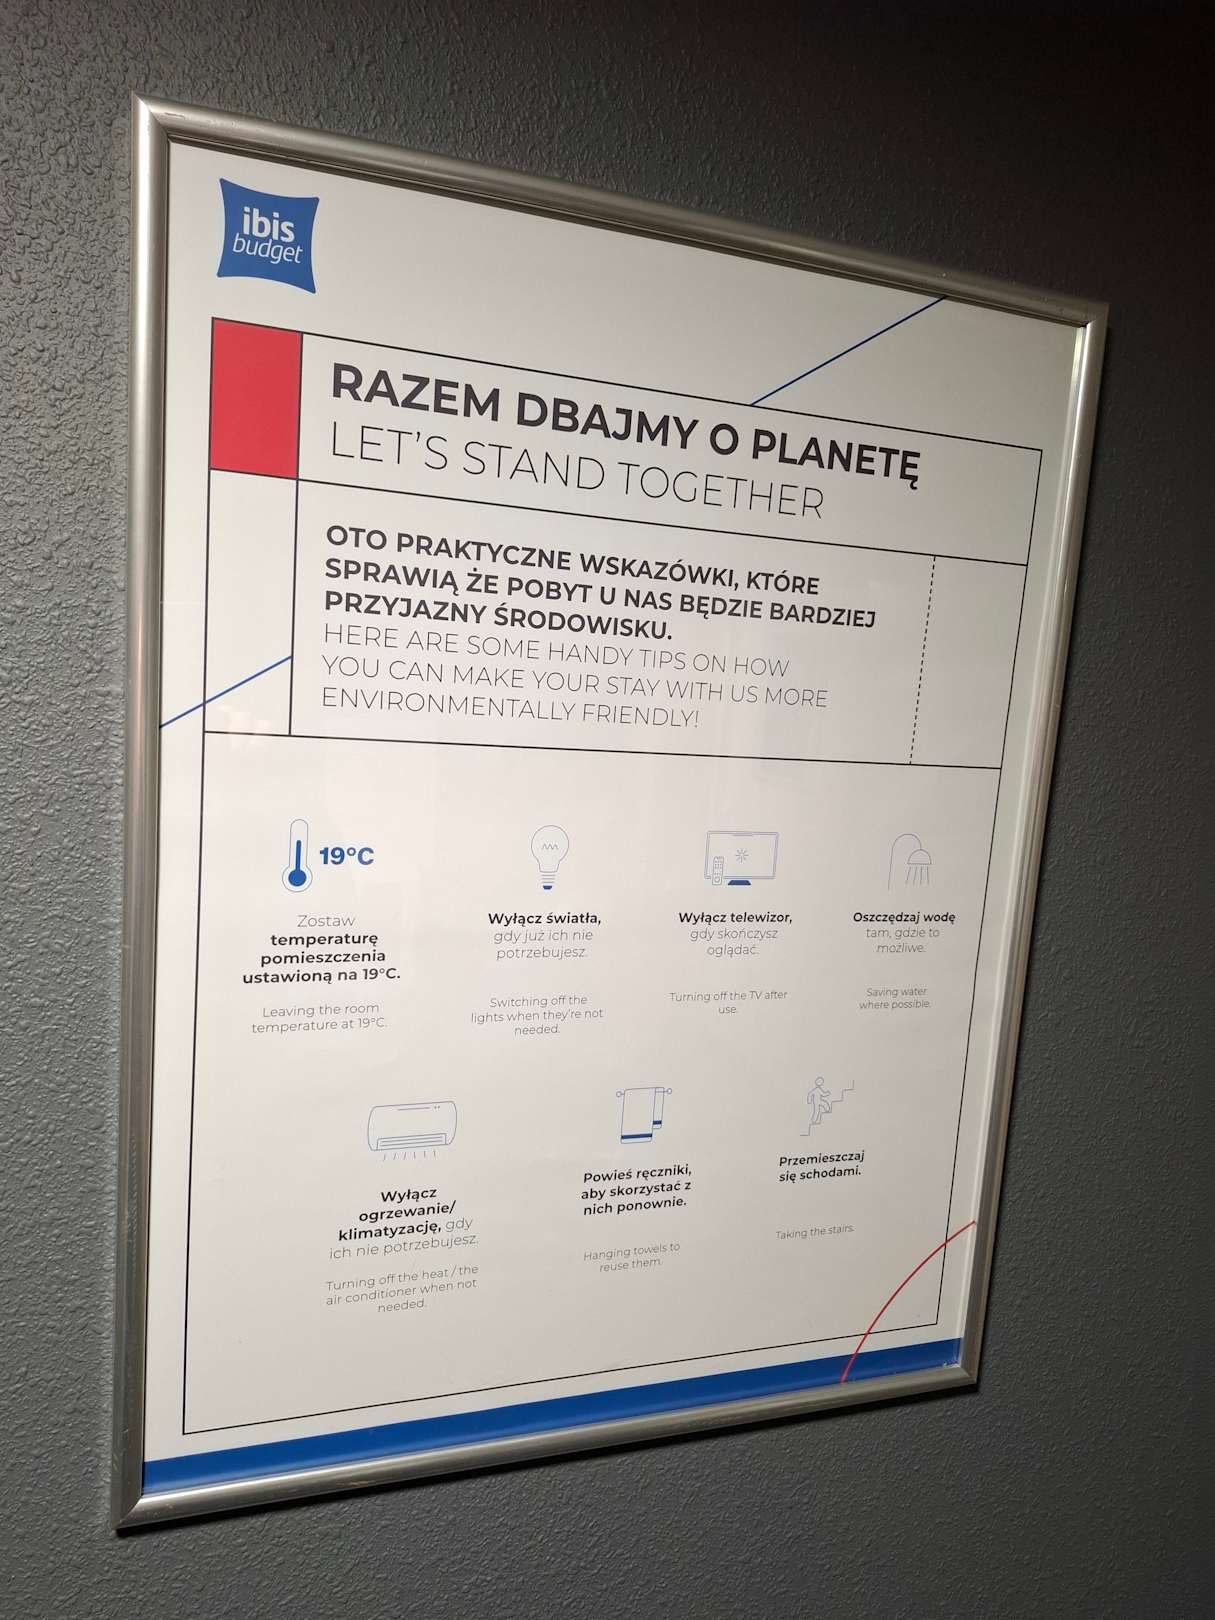 ibis
budget
RAZEM DBAJMY O PLANETĘ
LET'S STAND TOGETHER
OTO PRAKTYCZNE WSKAZÓWKI, KTÓRE
SPRAWIĄ ŻE POBYT U NAS BĘDZIE BARDZIEJ
PRZYJAZNY ŚRODOWISKU.
HERE ARE SOME HANDY TIPS ON HOW
YOU CAN MAKE YOUR STAY WITH US MORE
ENVIRONMENTALLY FRIENDLY!
19°C
Zostaw
temperaturę
pomieszczenia
ustawioną na 19°C.
Leaving the room
temperature at 19°C.
Wyłącz światła,
gdy już ich nie
potrzebujesz.
Switching off the
lights when they're not
needed.
Wyłącz telewizor,
gdy skończysz
oglądać.
Turning off the TV after
use.
Oszczędzaj wodę
tam, gdzie to
możliwe.
Saving water
where possible.
Wyłącz
ogrzewanie/
klimatyzację, gdy
ich nie potrzebujesz.
Turning off the heat / the
air conditioner when not
needed.
Powieś ręczniki,
aby skorzystać z
nich ponownie.
Hanging towels to
reuse them.
Przemieszczaj
się schodami.
Taking the stairs.